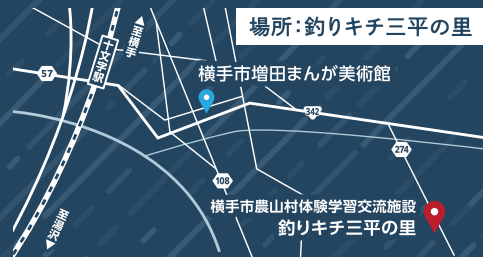 場所：釣りキチ三平の里
至横手
十文字駅
57
横手市増田まんが美術館
342
274
108
横手市農山村体験学習交流施設
釣りキチ三平の里
至湯沢